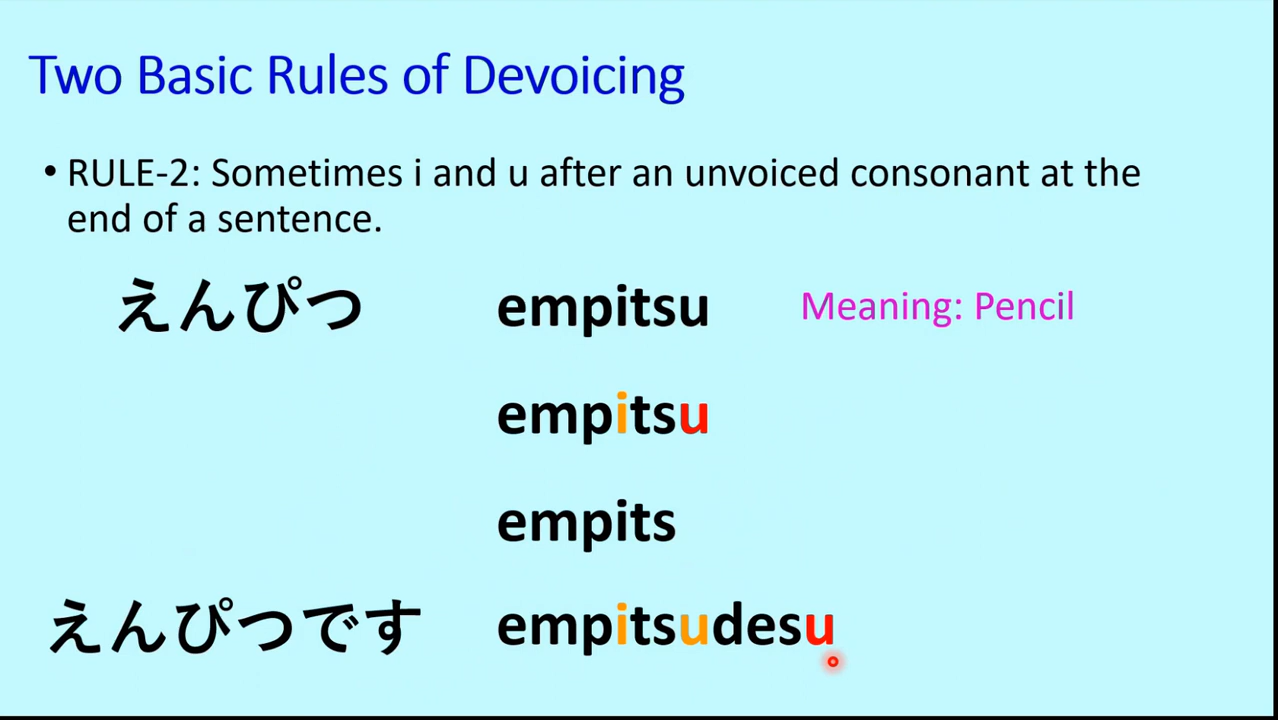 Two Basic Rules of Devoicing
• RULE-2: Sometimes i and u after an unvoiced consonant at the
end of a sentence.
えんぴつ empitsu Meaning: Pencil
empitsu
empits
えんぴつです empitsudesu